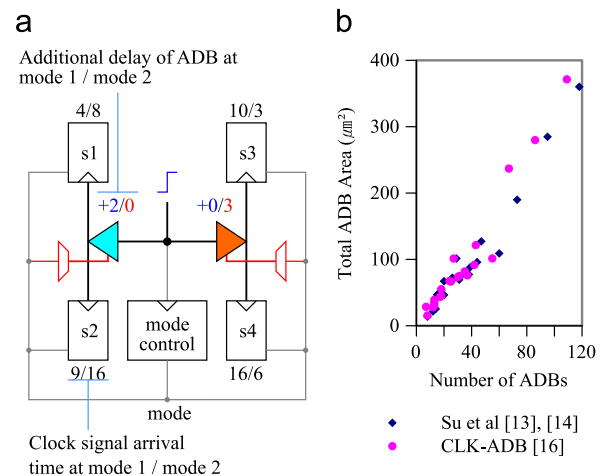 a
Additional delay of ADB at
mode 1 / mode 2
4/8
10/3
s1
s3
+2/0
+0/3
s2
mode
control
s4
9/16
16/6
mode
Clock signal arrival
time at mode 1 / mode 2
b
400
300
200
100
0
0
40
80
120
Total ADB Area (㎛²)
Number of ADBs
Su et al [13], [14]
CLK-ADB [16]